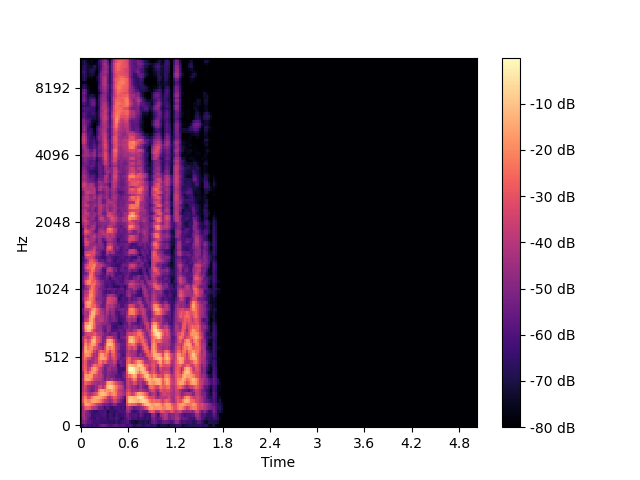 8192
4096
2048
1024
512
0
Hz
0 0.6 1.2 1.8 2.4 3 3.6 4.2 4.8
Time
-10 dB
-20 dB
-30 dB
-40 dB
-50 dB
-60 dB
-70 dB
-80 dB